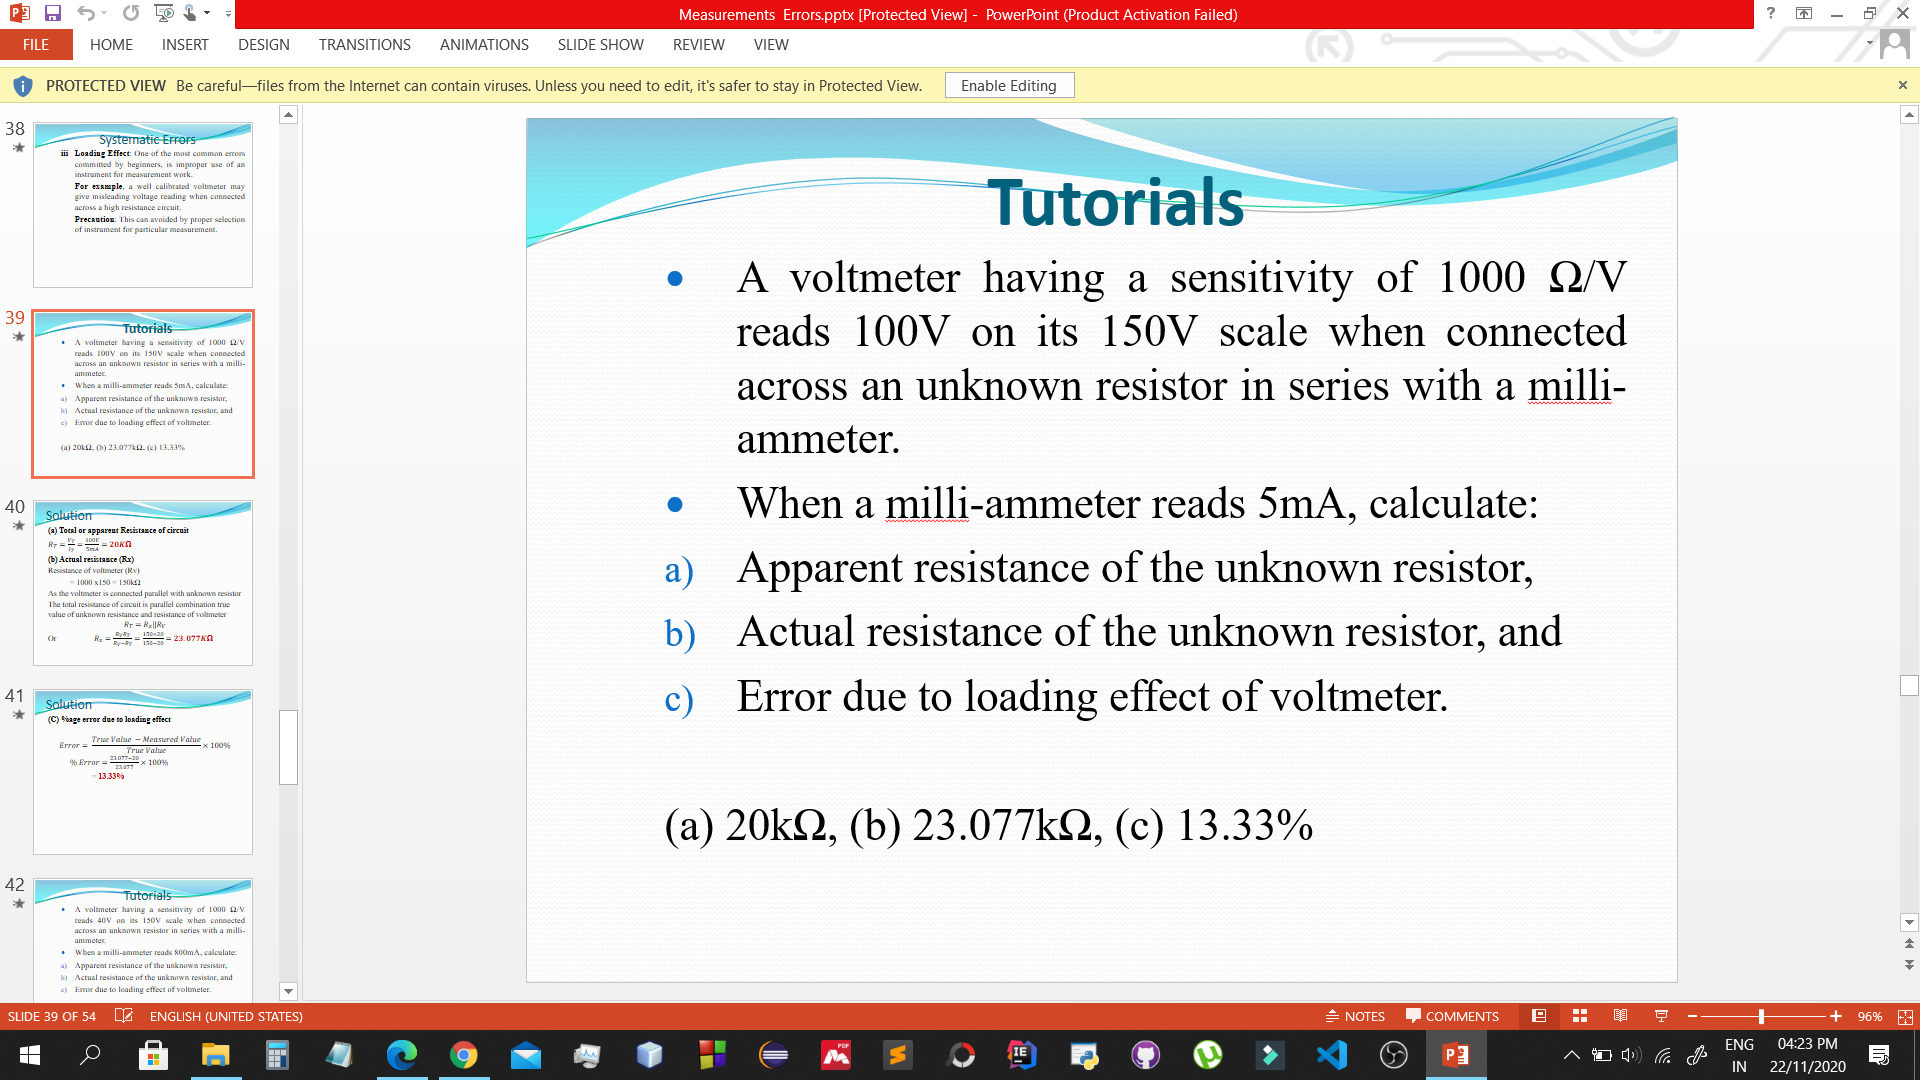 Measurements Errors.pptx [Protected View] - PowerPoint (Product Activation Failed)
?
FILE HOME INSERT DESIGN TRANSITIONS ANIMATIONS SLIDE SHOW REVIEW VIEW
PROTECTED VIEW Be careful—files from the Internet can contain viruses. Unless you need to edit, it's safer to stay in Protected View. Enable Editing
38
Systematic Errors
iii Loading Effect: One of the most common errors
committed by beginners, is improper use of an
instrument for measurement work.
For example, a well calibrated voltmeter may
give misleading voltage reading when connected
across a high resistance circuit.
Precaution: This can avoided by proper selection
of instrument for particular measurement.
39
Tutorials
• A voltmeter having a sensitivity of 1000 Ω/V
reads 100V on its 150V scale when connected
across an unknown resistor in series with a milli-
ammeter.
• When a milli-ammeter reads 5mA, calculate:
a) Apparent resistance of the unknown resistor,
b) Actual resistance of the unknown resistor, and
c) Error due to loading effect of voltmeter.
(a) 20kΩ, (b) 23.077kΩ, (c) 13.33%
40
Solution
(a) Total or apparent Resistance of circuit
R_T = V_T/I_T = 100V/5mA = 20KΩ
(b) Actual resistance (Rx)
Resistance of voltmeter (Rv)
= 1000 x150 = 150kΩ
As the voltmeter is connected parallel with unknown resistor
The total resistance of circuit is parallel combination true
value of unknown resistance and resistance of voltmeter
R_T = R_x||R_V
Or R_x = R_V R_T/R_V−R_T = 150×20/150−20 = 23.077KΩ
41
Solution
(C) %age error due to loading effect
Error = True Value − Measured Value/True Value × 100%
% Error = 23.077−20/23.077 × 100%
= 13.33%
42
Tutorials
• A voltmeter having a sensitivity of 1000 Ω/V
reads 40V on its 150V scale when connected
across an unknown resistor in series with a milli-
ammeter.
• When a milli-ammeter reads 800mA, calculate:
a) Apparent resistance of the unknown resistor,
b) Actual resistance of the unknown resistor, and
c) Error due to loading effect of voltmeter.
Tutorials
• A voltmeter having a sensitivity of 1000 Ω/V
reads 100V on its 150V scale when connected
across an unknown resistor in series with a milli-
ammeter.
• When a milli-ammeter reads 5mA, calculate:
a) Apparent resistance of the unknown resistor,
b) Actual resistance of the unknown resistor, and
c) Error due to loading effect of voltmeter.
(a) 20kΩ, (b) 23.077kΩ, (c) 13.33%
SLIDE 39 OF 54 ENGLISH (UNITED STATES) NOTES COMMENTS 96%
ENG 04:23 PM
IN 22/11/2020